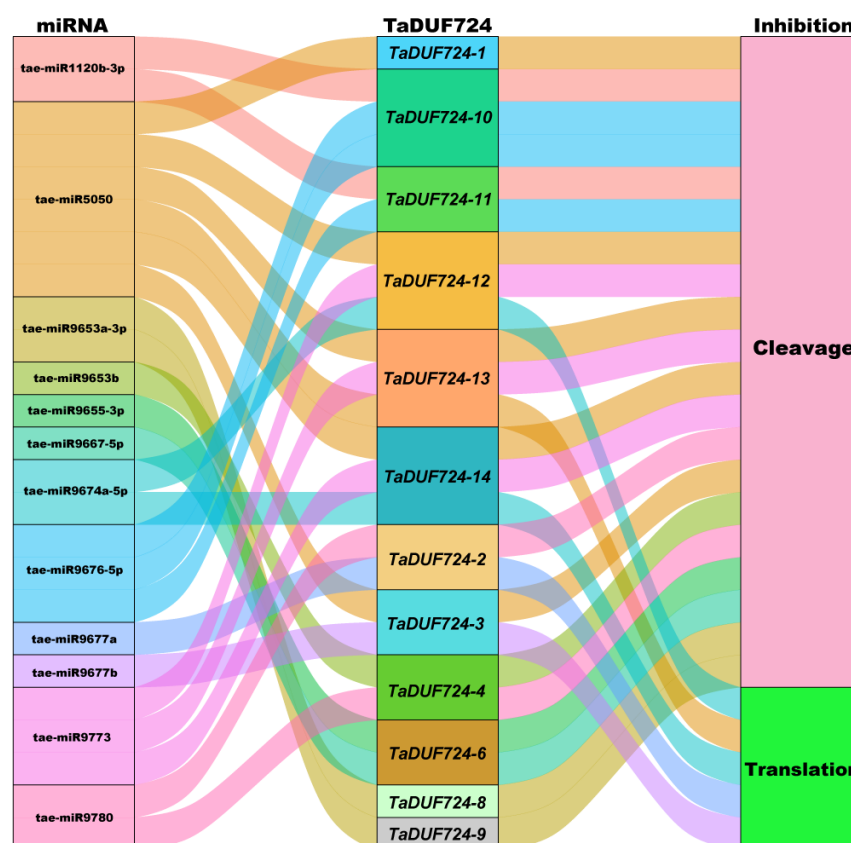 miRNA TaDUF724 Inhibition
tae-miR1120b-3p
tae-miR5050
tae-miR9653a-3p
tae-miR9653b
tae-miR9655-3p
tae-miR9667-5p
tae-miR9674a-5p
tae-miR9676-5p
tae-miR9677a
tae-miR9677b
tae-miR9773
tae-miR9780
TaDUF724-1
TaDUF724-10
TaDUF724-11
TaDUF724-12
TaDUF724-13
TaDUF724-14
TaDUF724-2
TaDUF724-3
TaDUF724-4
TaDUF724-6
TaDUF724-8
TaDUF724-9
Cleavage
Translation